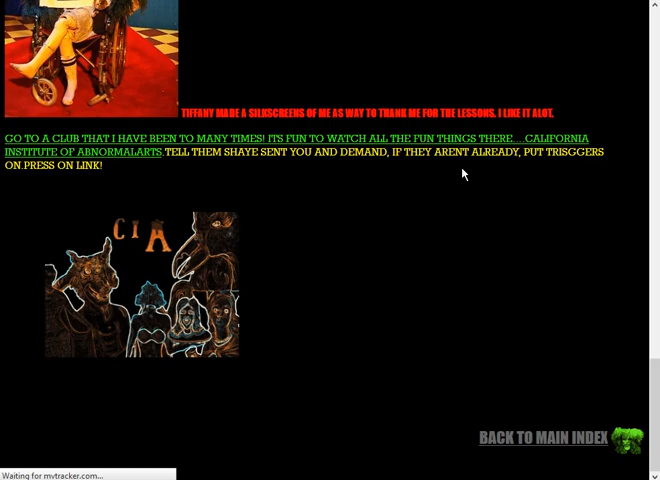 TIFFANY MADE A SILKSCREENS OF ME AS WAY TO THANK ME FOR THE LESSONS. I LIKE IT ALOT.
GO TO A CLUB THAT I HAVE BEEN TO MANY TIMES! ITS FUN TO WATCH ALL THE FUN THINGS THERE....CALIFORNIA
INSTITUTE OF ABNORMALARTS.TELL THEM SHAYE SENT YOU AND DEMAND, IF THEY ARENT ALREADY, PUT TRISGGERS
ON.PRESS ON LINK!
CIA
BACK TO MAIN INDEX
Waiting for mvtracker.com...